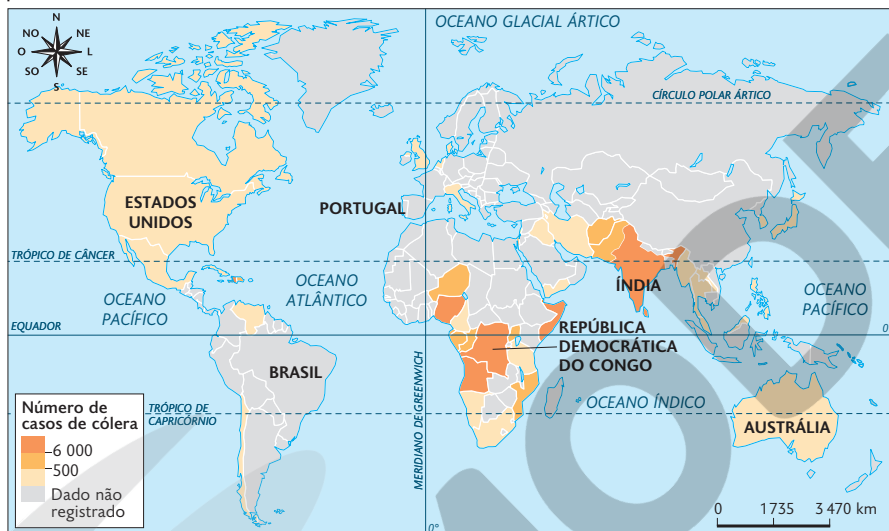 OCEANO GLACIAL ÁRTICO
MERIDIANO DE GREENWICH
N
NO
NE
O
L
SO
SE
S
CÍRCULO POLAR ÁRTICO
ESTADOS
UNIDOS
PORTUGAL
TRÓPICO DE CÂNCER
OCEANO
PACÍFICO
OCEANO
ATLÂNTICO
ÍNDIA
OCEANO
PACÍFICO
EQUADOR
0°
REPÚBLICA
DEMOCRÁTICA
DO CONGO
BRASIL
OCEANO ÍNDICO
TRÓPICO DE
CAPRICÓRNIO
AUSTRÁLIA
Número de
casos de cólera
6 000
500
Dado não
registrado
0°
0 1735 3 470 km